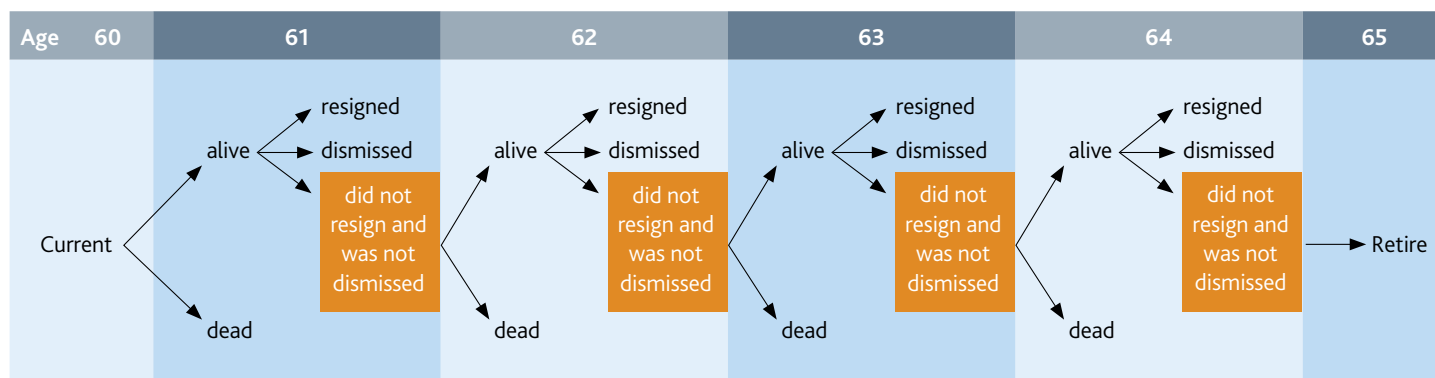 Age 60 61 62 63 64 65
resigned resigned resigned resigned
alive dismissed alive dismissed alive dismissed alive dismissed
did not did not did not did not
resign and resign and resign and resign and
Current was not was not was not was not Retire
dismissed dismissed dismissed dismissed
dead dead dead dead